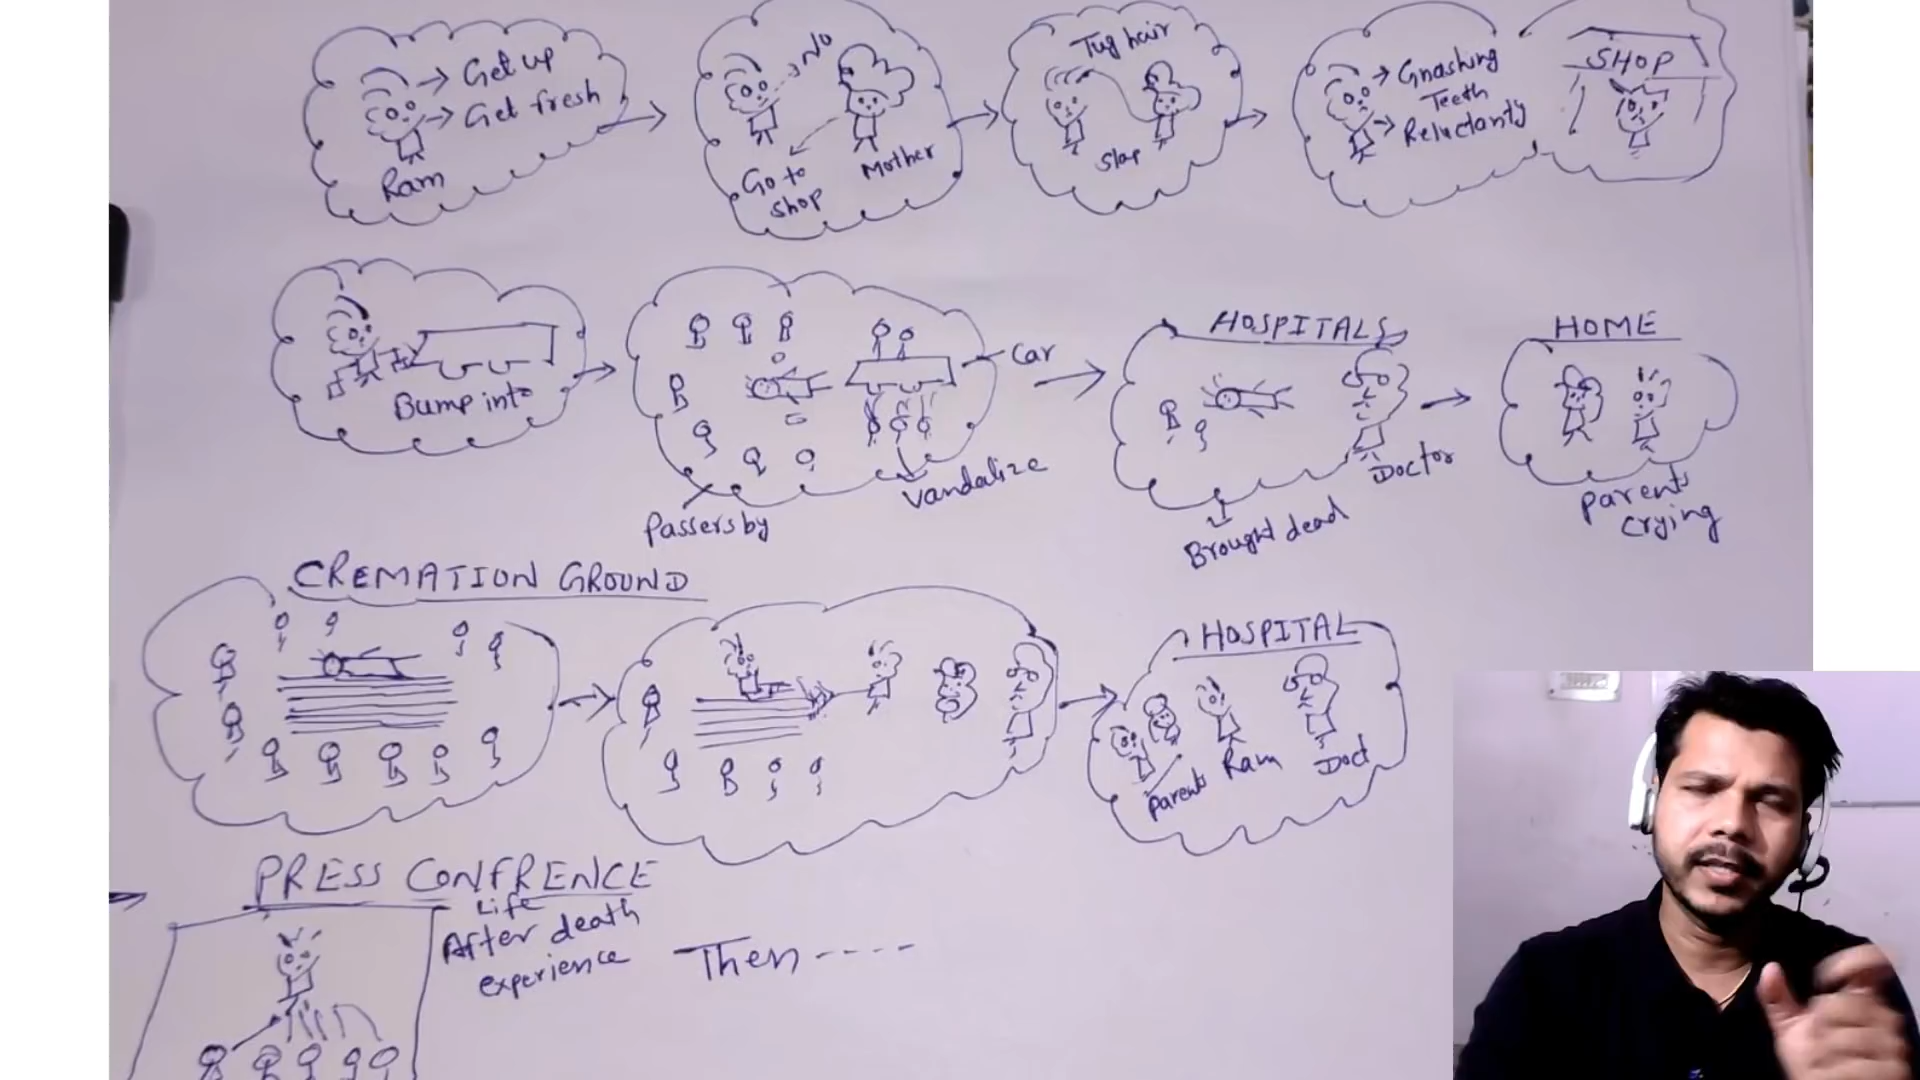 Get up
Get fresh
Ram
No
Go to
shop
Mother
Tug hair
Slap
Gnashing
Teeth
Reluctantly
SHOP
Bump into
Car
Vandalize
Passersby
HOSPITALS
Doctor
Brought dead
HOME
Parents
Crying
CREMATION GROUND
HOSPITAL
Parents
Ram
Doct
PRESS CONFRENCE
Life
After death
experience
Then----